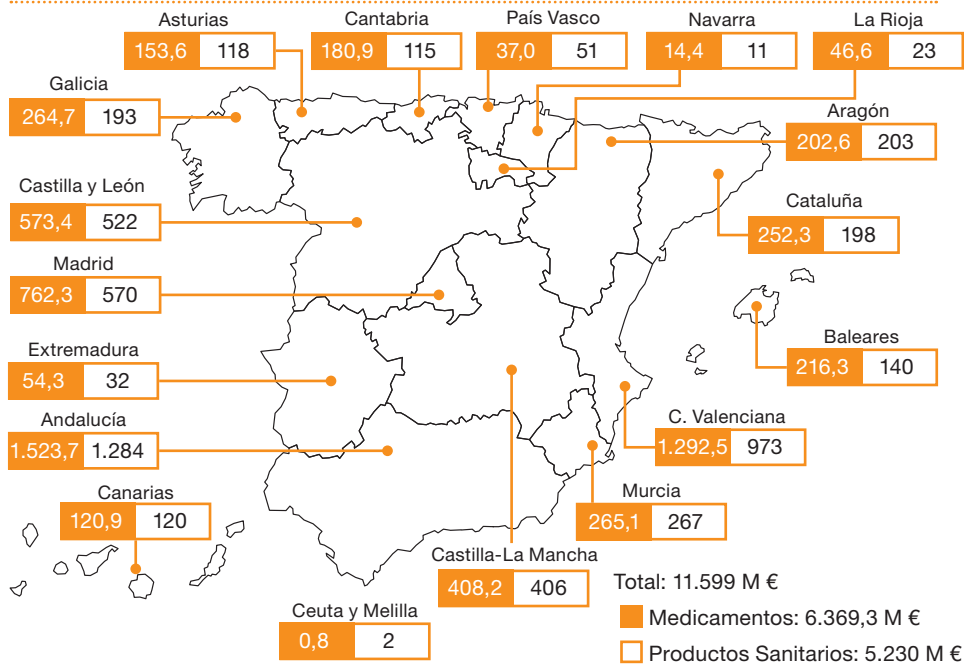 Asturias
153,6 118
Cantabria
180,9 115
País Vasco
37,0 51
Navarra
14,4 11
La Rioja
46,6 23
Galicia
264,7 193
Aragón
202,6 203
Castilla y León
573,4 522
Cataluña
252,3 198
Madrid
762,3 570
Baleares
216,3 140
Extremadura
54,3 32
Andalucía
1.523,7 1.284
C. Valenciana
1.292,5 973
Canarias
120,9 120
Murcia
265,1 267
Castilla-La Mancha
408,2 406
Ceuta y Melilla
0,8 2
Total: 11.599 M €
Medicamentos: 6.369,3 M €
Productos Sanitarios: 5.230 M €